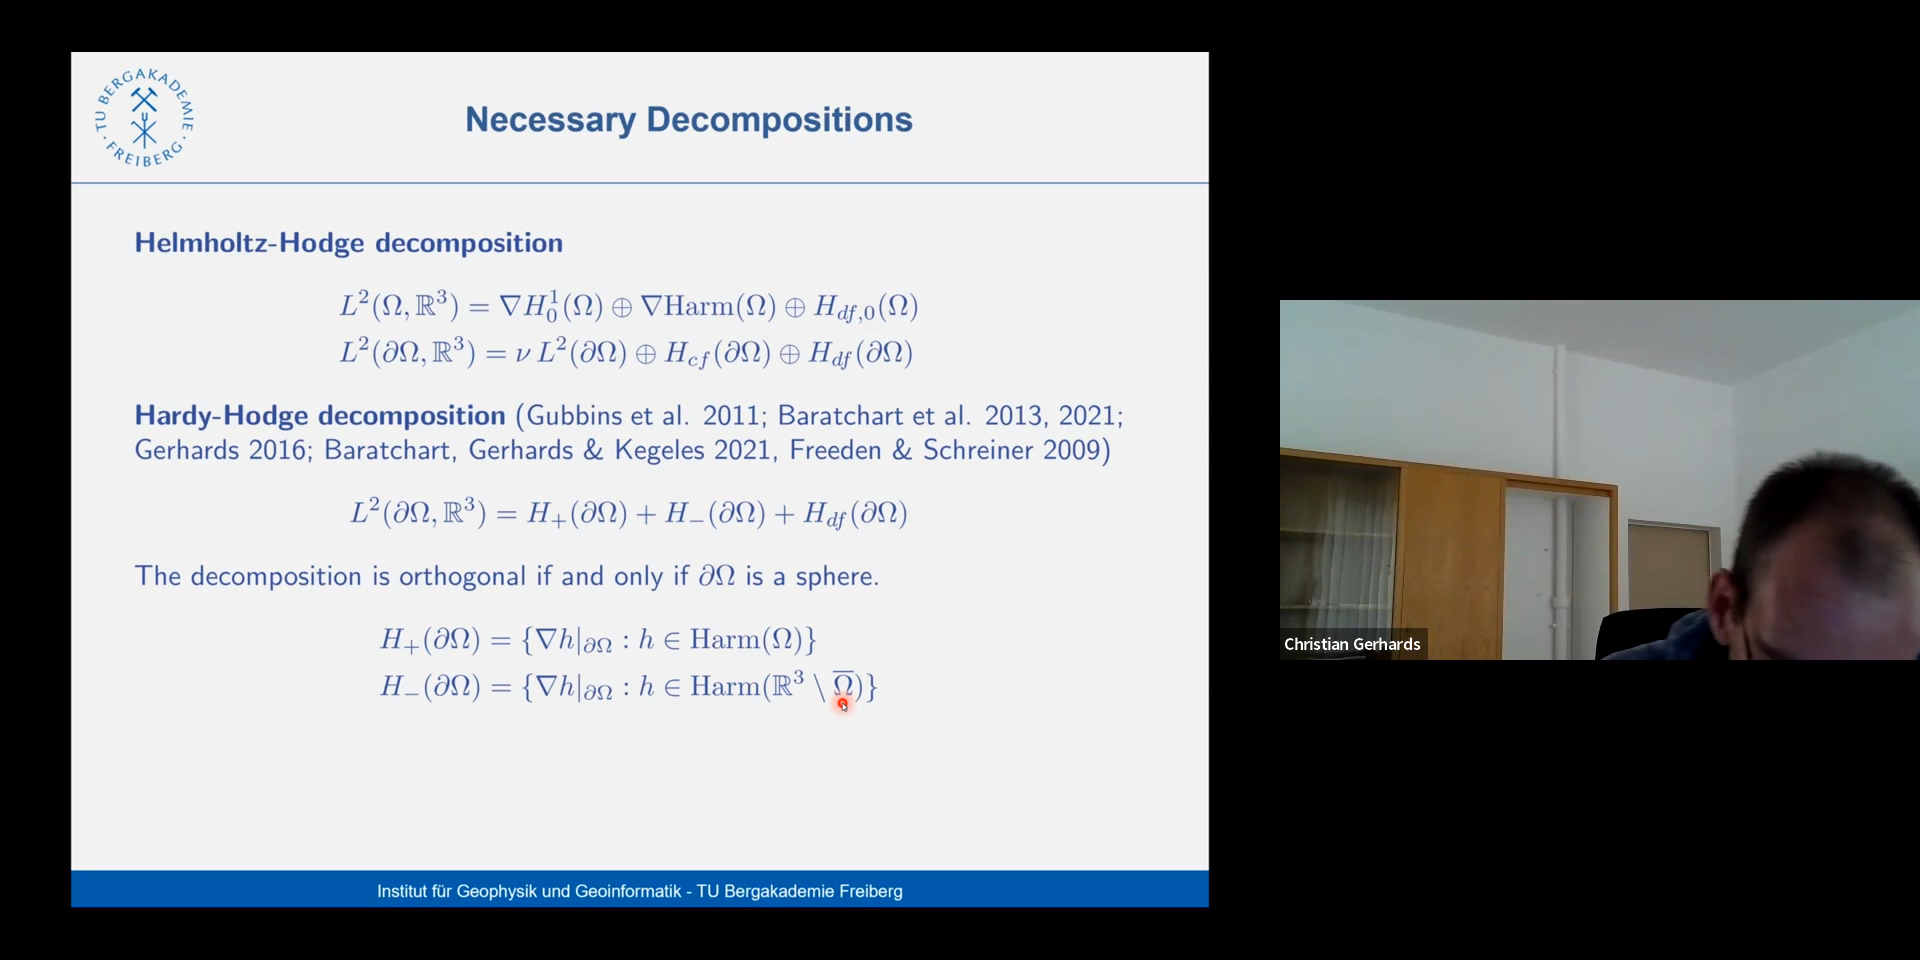 TU BERGAKADEMIE
FREIBERG
Necessary Decompositions
Helmholtz-Hodge decomposition
L²(Ω, ℝ³) = ∇H₀¹(Ω) ⊕ ∇Harm(Ω) ⊕ H_{df,0}(Ω)
L²(∂Ω, ℝ³) = ν L²(∂Ω) ⊕ H_{cf}(∂Ω) ⊕ H_{df}(∂Ω)
Hardy-Hodge decomposition (Gubbins et al. 2011; Baratchart et al. 2013, 2021;
Gerhards 2016; Baratchart, Gerhards & Kegeles 2021, Freeden & Schreiner 2009)
L²(∂Ω, ℝ³) = H₊(∂Ω) + H₋(∂Ω) + H_{df}(∂Ω)
The decomposition is orthogonal if and only if ∂Ω is a sphere.
H₊(∂Ω) = {∇h|_{∂Ω} : h ∈ Harm(Ω)}
H₋(∂Ω) = {∇h|_{∂Ω} : h ∈ Harm(ℝ³ \ Ω̅)}
Institut für Geophysik und Geoinformatik - TU Bergakademie Freiberg
Christian Gerhards